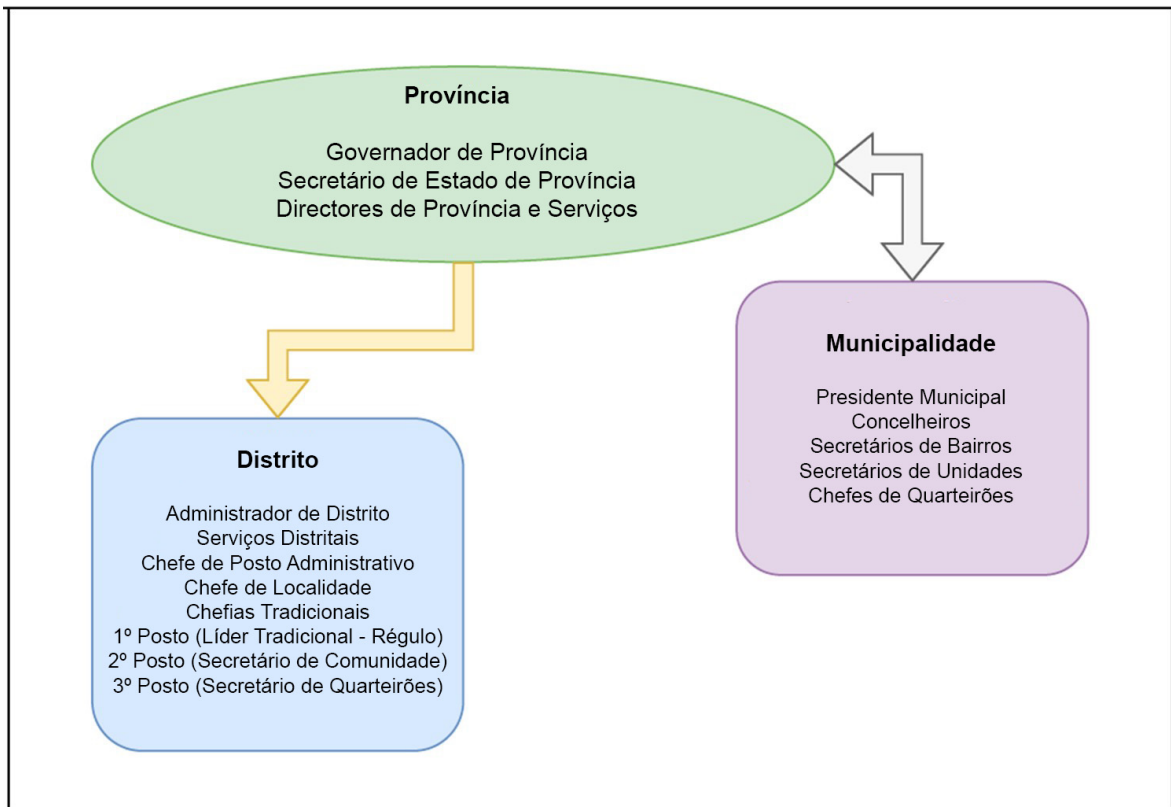 Província
Governador de Província
Secretário de Estado de Província
Directores de Província e Serviços
Municipalidade
Presidente Municipal
Concelheiros
Secretários de Bairros
Secretários de Unidades
Chefes de Quarteirões
Distrito
Administrador de Distrito
Serviços Distritais
Chefe de Posto Administrativo
Chefe de Localidade
Chefias Tradicionais
1º Posto (Líder Tradicional - Régulo)
2º Posto (Secretário de Comunidade)
3º Posto (Secretário de Quarteirões)